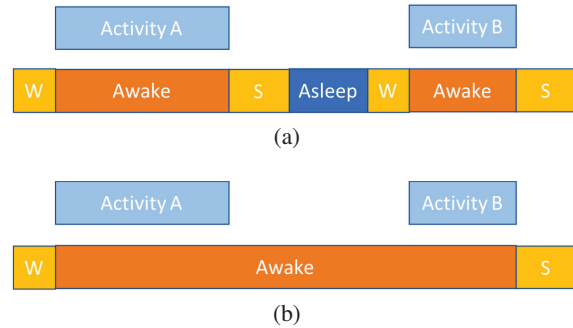 Activity A Activity B
W Awake S Asleep W Awake S
(a)
Activity A Activity B
W Awake S
(b)